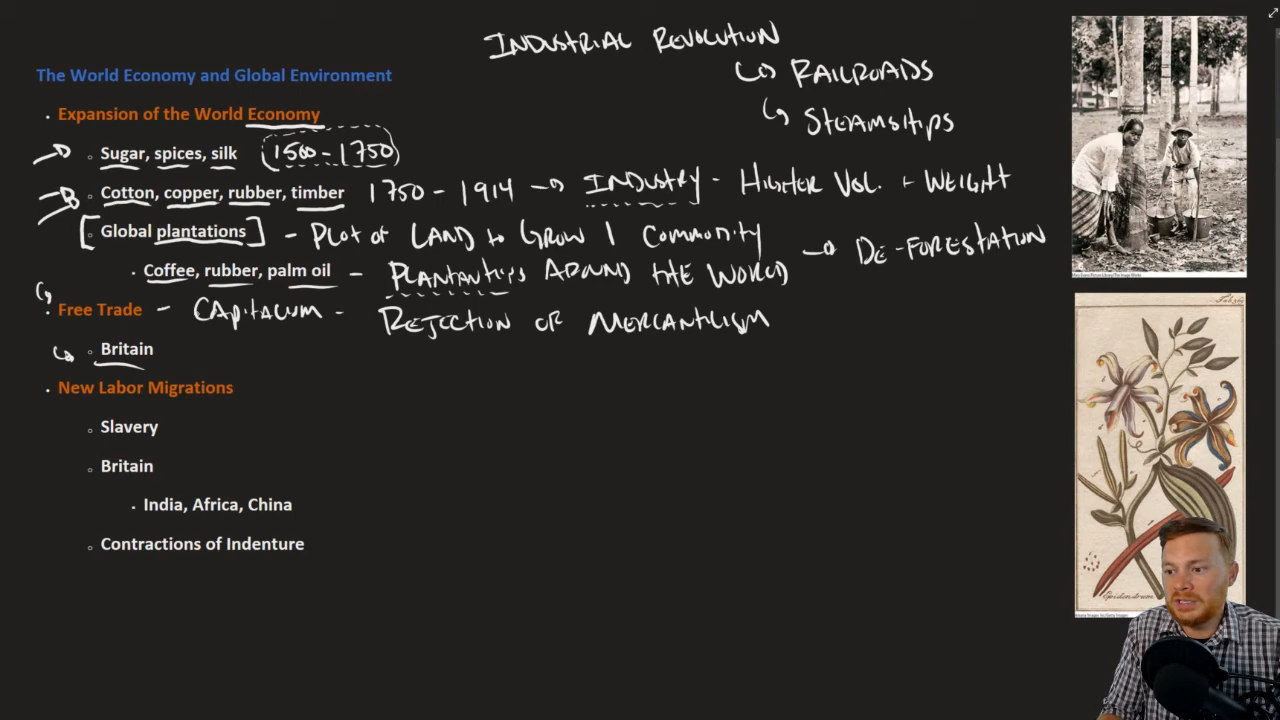 INDUSTRIAL REVOLUTION
↳ RAILROADS
↳ STEAMSHIPS
The World Economy and Global Environment
Expansion of the World Economy
Sugar, spices, silk (1500-1750)
Cotton, copper, rubber, timber 1750-1914 → INDUSTRY - HIGHER VOL. + WEIGHT
[Global plantations] - PLOT OF LAND to GROW 1 COMMODITY → DE-FORESTATION
Coffee, rubber, palm oil - PLANTANTIPS AROUND tHE WORLD
Free Trade - CAPITALISM - REJECTION OF MERCANTILISM
Britain
New Labor Migrations
Slavery
Britain
India, Africa, China
Contractions of Indenture
Epidendrum